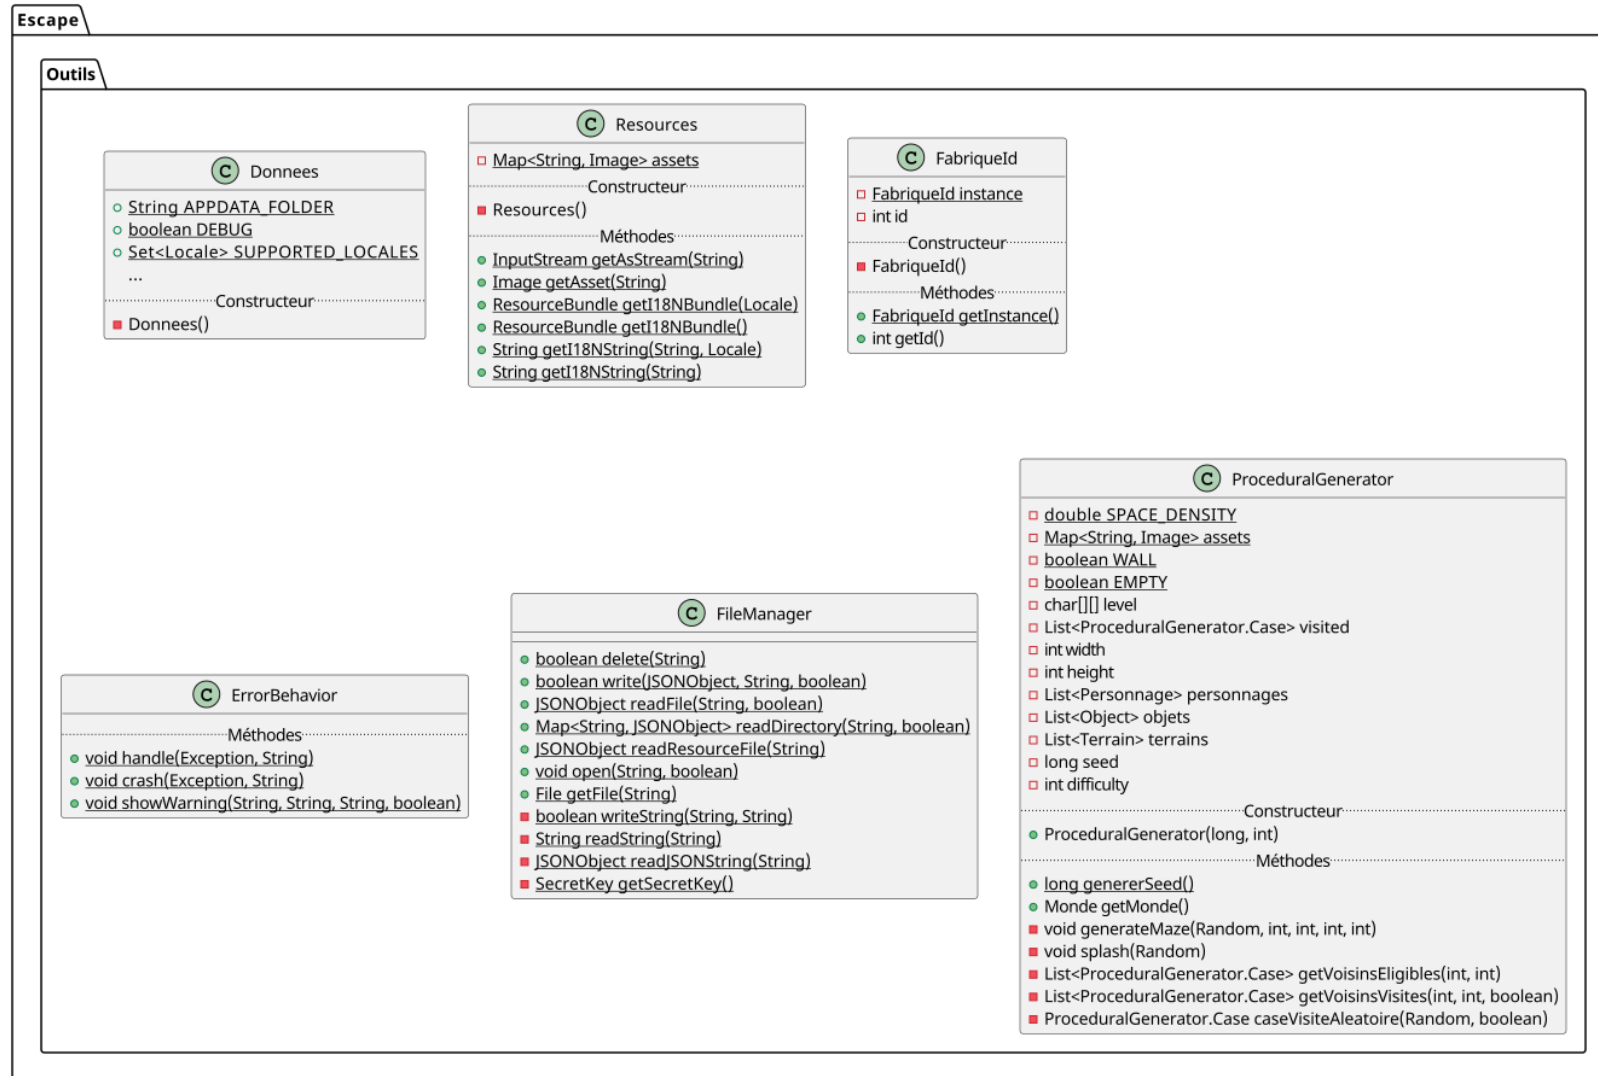 Escape
Outils
C Donnees
String APPDATA_FOLDER
boolean DEBUG
Set<Locale> SUPPORTED_LOCALES
...
Constructeur
Donnees()
C Resources
Map<String, Image> assets
Constructeur
Resources()
Méthodes
InputStream getAsStream(String)
Image getAsset(String)
ResourceBundle getI18NBundle(Locale)
ResourceBundle getI18NBundle()
String getI18NString(String, Locale)
String getI18NString(String)
C FabriqueId
FabriqueId instance
int id
Constructeur
FabriqueId()
Méthodes
FabriqueId getInstance()
int getId()
C ErrorBehavior
Méthodes
void handle(Exception, String)
void crash(Exception, String)
void showWarning(String, String, String, boolean)
C FileManager
boolean delete(String)
boolean write(JSONObject, String, boolean)
JSONObject readFile(String, boolean)
Map<String, JSONObject> readDirectory(String, boolean)
JSONObject readResourceFile(String)
void open(String, boolean)
File getFile(String)
boolean writeString(String, String)
String readString(String)
JSONObject readJSONString(String)
SecretKey getSecretKey()
C ProceduralGenerator
double SPACE_DENSITY
Map<String, Image> assets
boolean WALL
boolean EMPTY
char[][] level
List<ProceduralGenerator.Case> visited
int width
int height
List<Personnage> personnages
List<Object> objets
List<Terrain> terrains
long seed
int difficulty
Constructeur
ProceduralGenerator(long, int)
Méthodes
long genererSeed()
Monde getMonde()
void generateMaze(Random, int, int, int, int)
void splash(Random)
List<ProceduralGenerator.Case> getVoisinsEligibles(int, int)
List<ProceduralGenerator.Case> getVoisinsVisites(int, int, boolean)
ProceduralGenerator.Case caseVisiteAleatoire(Random, boolean)